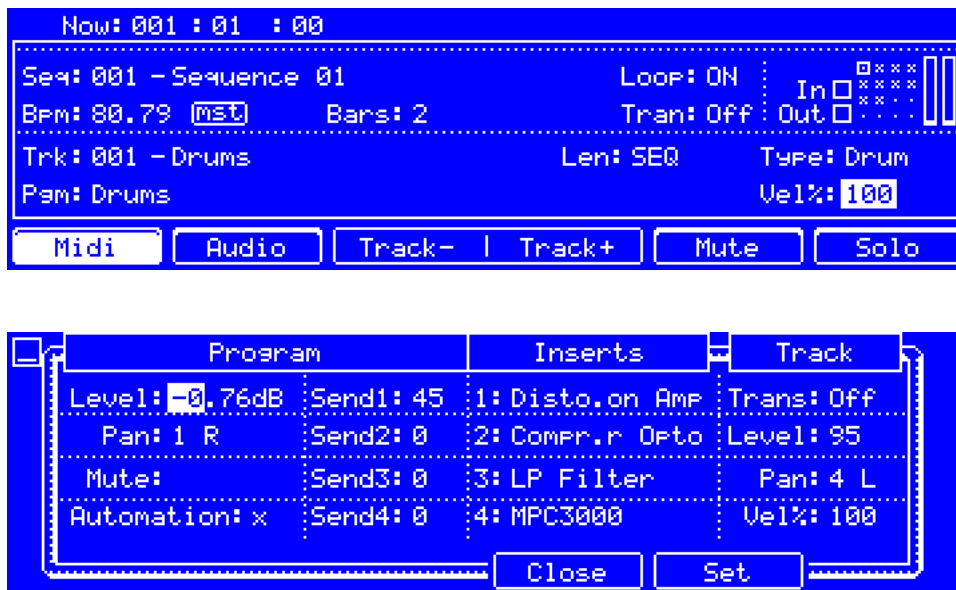 Now: 001 : 01 : 00
Seq: 001 - Sequence 01 Loop: ON
In
Bpm: 80.79 mst Bars: 2 Tran: Off Out
Trk: 001 - Drums Len: SEQ Type: Drum
Pgm: Drums Vel%: 100
Midi Audio Track- | Track+ Mute Solo
Program Inserts Track
Level: -0.76dB Send1: 45 1: Disto.on Amp Trans: Off
Pan: 1 R Send2: 0 2: Compr.r Opto Level: 95
Mute: Send3: 0 3: LP Filter Pan: 4 L
Automation: x Send4: 0 4: MPC3000 Vel%: 100
Close Set